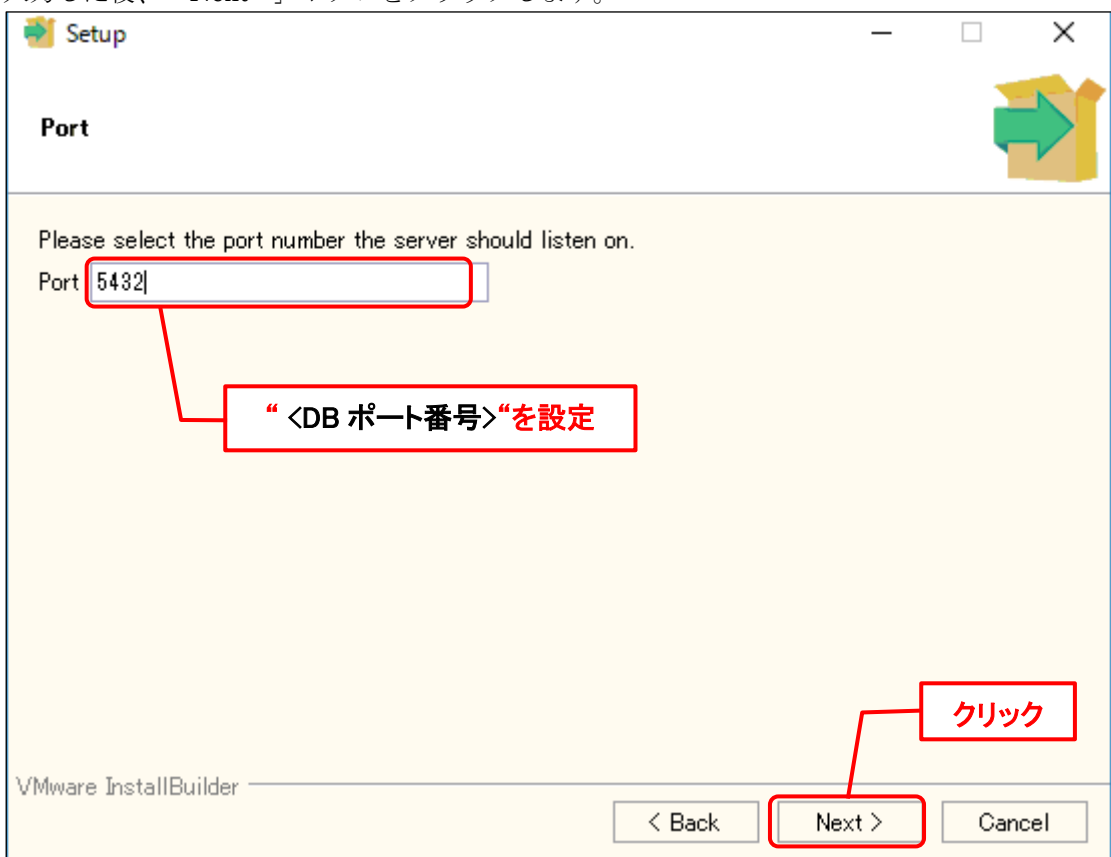 Setup
Port
Please select the port number the server should listen on.
Port 5432
“ <DB ポート番号>“を設定
クリック
VMware InstallBuilder
< Back Next > Cancel